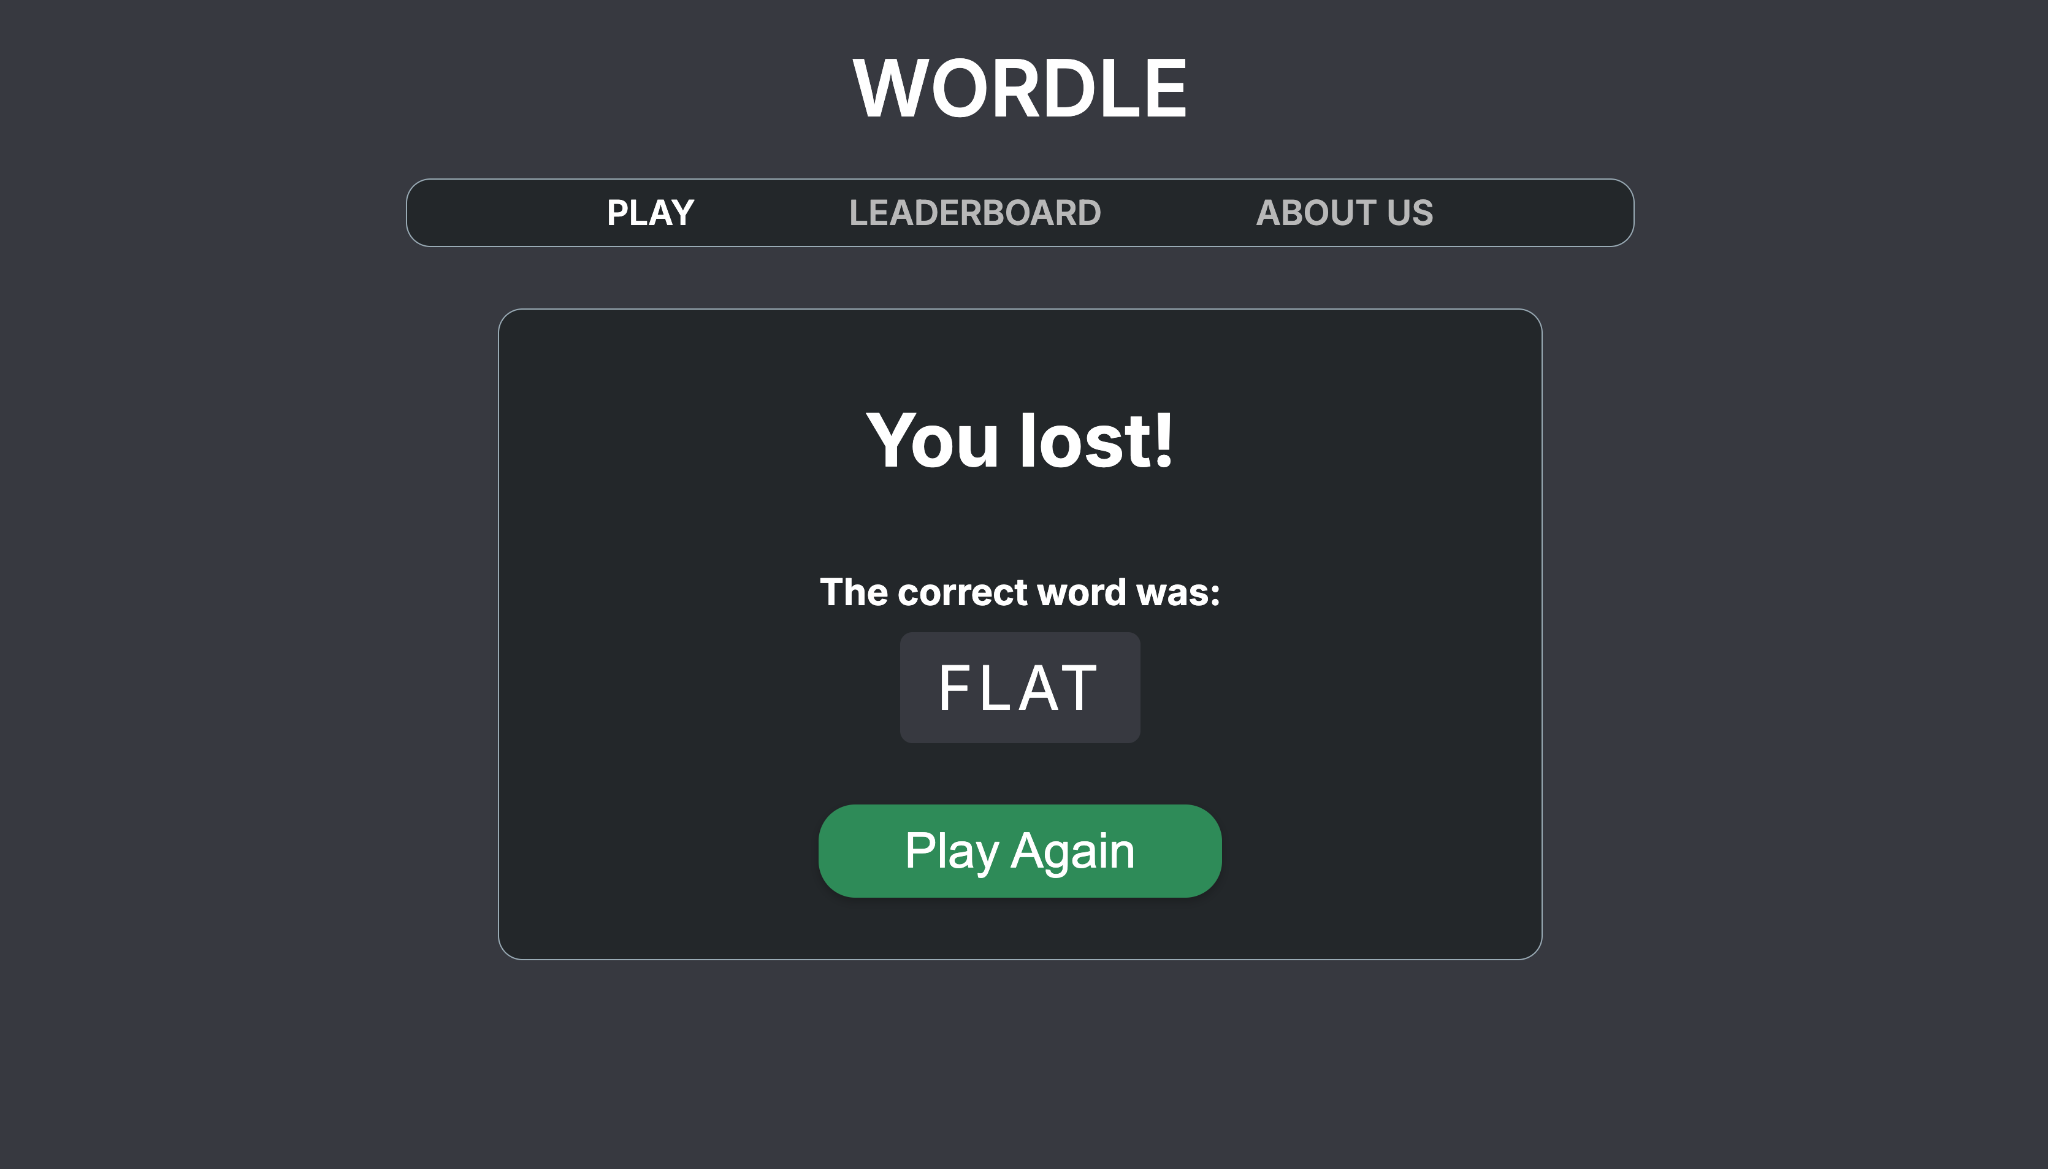 WORDLE
PLAY LEADERBOARD ABOUT US
You lost!
The correct word was:
FLAT
Play Again